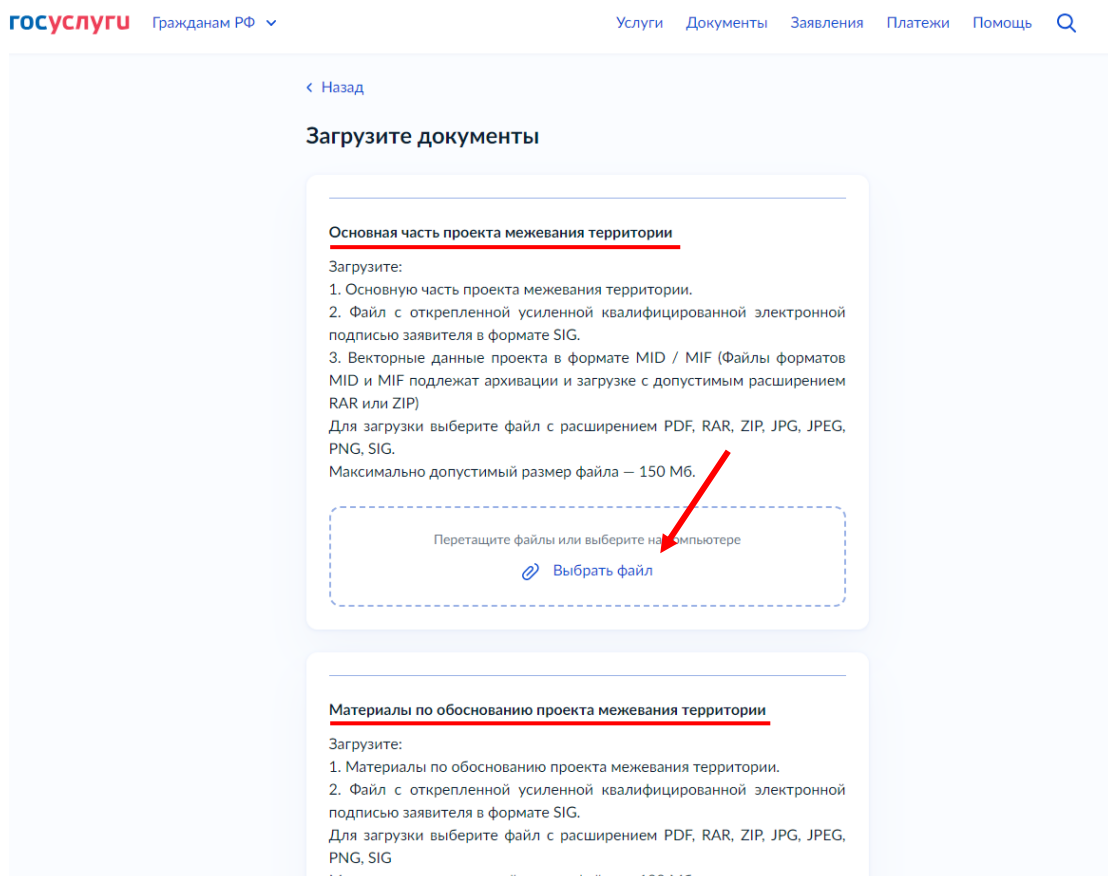 госуслуги Гражданам РФ Услуги Документы Заявления Платежи Помощь
Назад
Загрузите документы
Основная часть проекта межевания территории
Загрузите:
1. Основную часть проекта межевания территории.
2. Файл с открепленной усиленной квалифицированной электронной
подписью заявителя в формате SIG.
3. Векторные данные проекта в формате MID / MIF (Файлы форматов
MID и MIF подлежат архивации и загрузке с допустимым расширением
RAR или ZIP)
Для загрузки выберите файл с расширением PDF, RAR, ZIP, JPG, JPEG,
PNG, SIG.
Максимально допустимый размер файла — 150 Мб.
Перетащите файлы или выберите на компьютере
Выбрать файл
Материалы по обоснованию проекта межевания территории
Загрузите:
1. Материалы по обоснованию проекта межевания территории.
2. Файл с открепленной усиленной квалифицированной электронной
подписью заявителя в формате SIG.
Для загрузки выберите файл с расширением PDF, RAR, ZIP, JPG, JPEG,
PNG, SIG